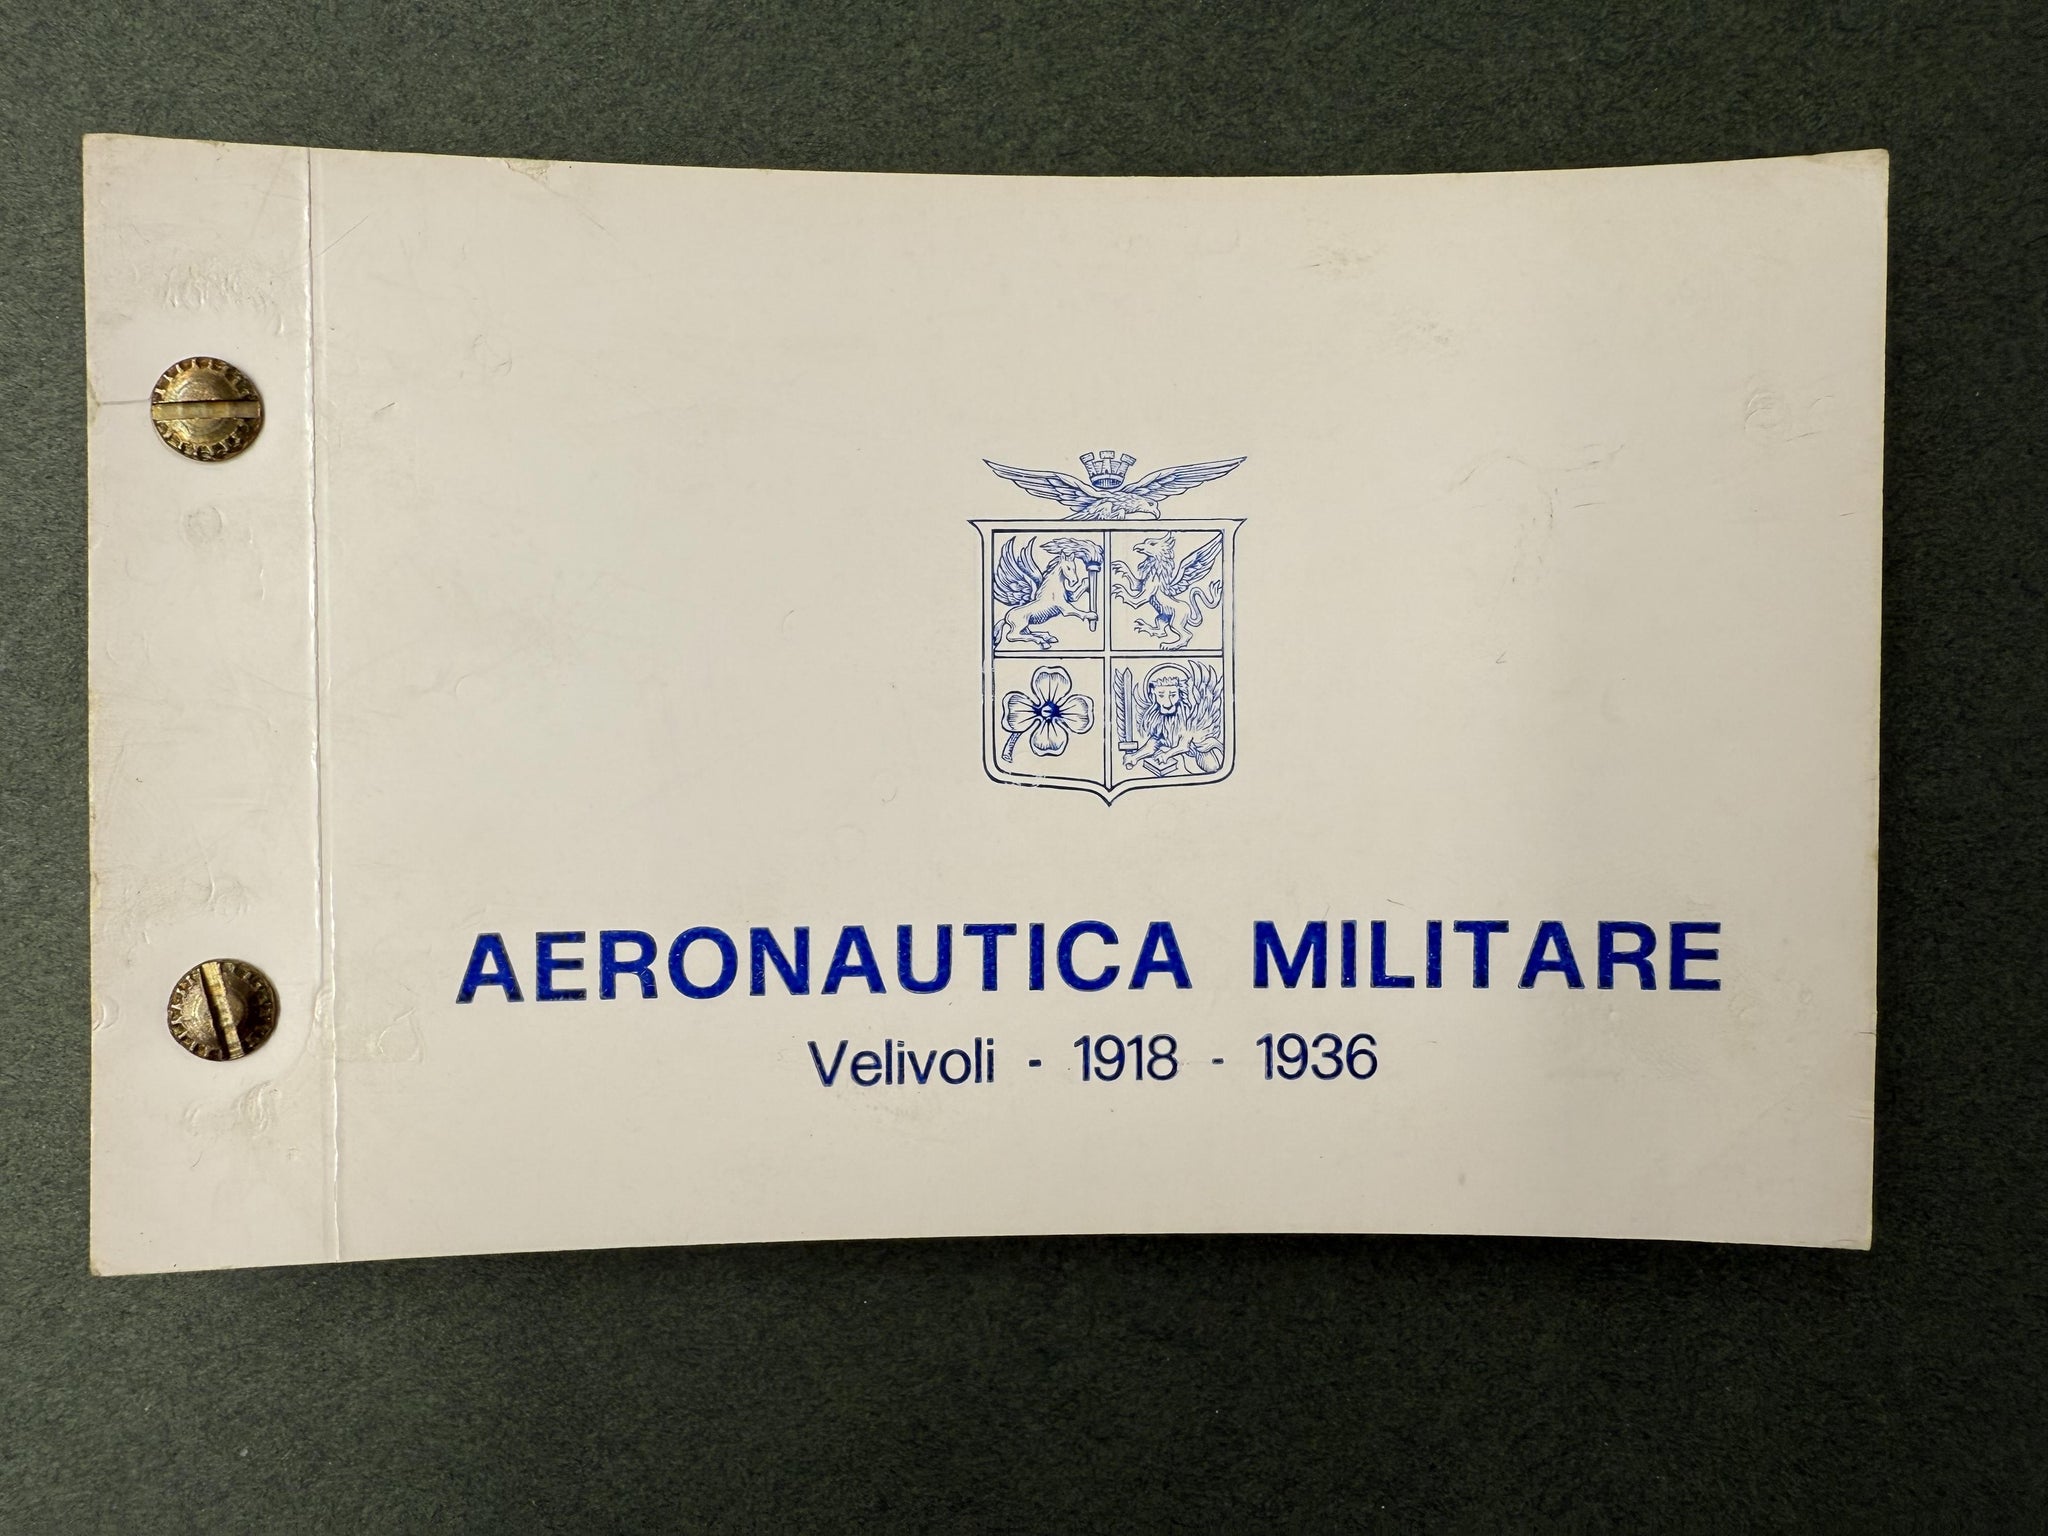 AERONAUTICA MILITARE
Velivoli - 1918 - 1936